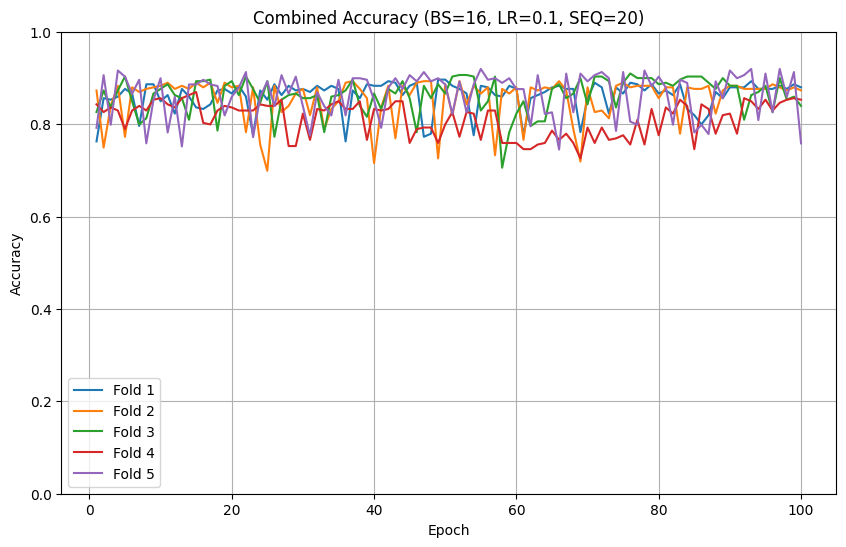 Combined Accuracy (BS=16, LR=0.1, SEQ=20)
1.0
0.8
0.6
0.4
0.2
0.0
Accuracy
Fold 1
Fold 2
Fold 3
Fold 4
Fold 5
0 20 40 60 80 100
Epoch